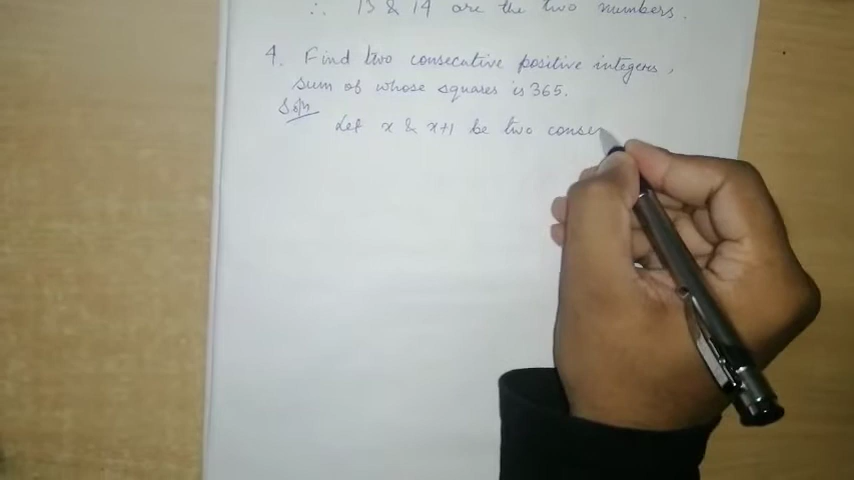 ∴ 13 & 14 are the two numbers.
4. Find two consecutive positive integers,
sum of whose squares is 365.
Soln
Let x & x+1 be two conse